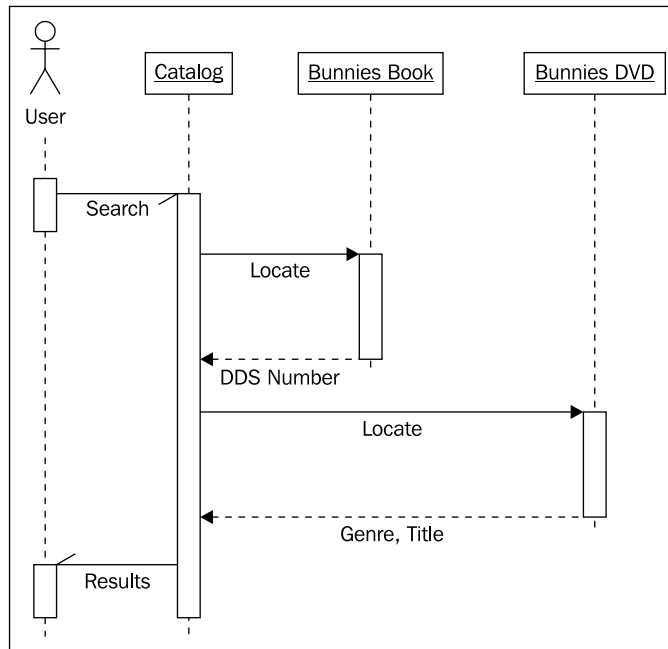 Catalog
Bunnies Book
Bunnies DVD
User
Search
Locate
DDS Number
Locate
Genre, Title
Results